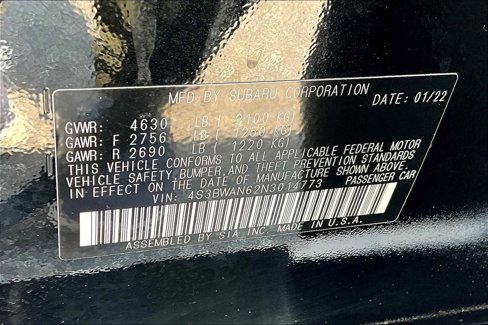 MFD BY SUBARU CORPORATION DATE: 01/22
GVWR: 4630 LB ( 2100 KG)
GAWR: F 2756 LB ( 1250 KG)
GAWR: R 2690 LB ( 1220 KG)
THIS VEHICLE CONFORMS TO ALL APPLICABLE FEDERAL MOTOR
VEHICLE SAFETY,BUMPER,AND THEFT PREVENTION STANDARDS
IN EFFECT ON THE DATE OF MANUFACTURE SHOWN ABOVE.
VIN: 4S3BWAN62N3014773 PASSENGER CAR
ASSEMBLED BY SIA INC. MADE IN U.S.A.